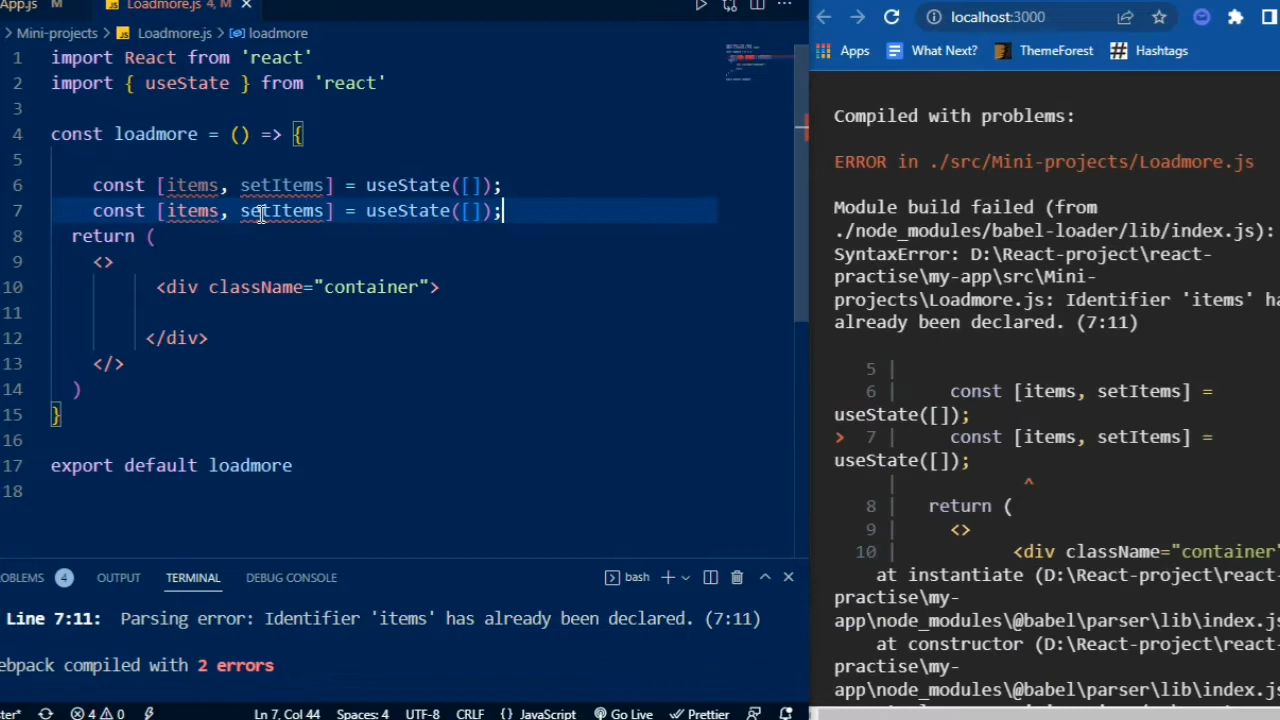 App.js M Loadmore.js 4, M
Mini-projects > Loadmore.js > loadmore
1 import React from 'react'
2 import { useState } from 'react'
3
4 const loadmore = () => {
5
6 const [items, setItems] = useState([]);
7 const [items, setItems] = useState([]);
8 return (
9 <>
10 <div className="container">
11
12 </div>
13 </>
14 )
15 }
16
17 export default loadmore
18
OBLEMS 4 OUTPUT TERMINAL DEBUG CONSOLE bash
Line 7:11: Parsing error: Identifier 'items' has already been declared. (7:11)
ebpack compiled with 2 errors
ter* 4 0 Ln 7, Col 44 Spaces: 4 UTF-8 CRLF {} JavaScript Go Live Prettier
localhost:3000
Apps What Next? ThemeForest Hashtags
Compiled with problems:
ERROR in ./src/Mini-projects/Loadmore.js
Module build failed (from
./node_modules/babel-loader/lib/index.js):
SyntaxError: D:\React-project\react-
practise\my-app\src\Mini-
projects\Loadmore.js: Identifier 'items' ha
already been declared. (7:11)
5 |
6 | const [items, setItems] =
useState([]);
> 7 | const [items, setItems] =
useState([]);
| ^
8 | return (
9 | <>
10 | <div className="container"
at instantiate (D:\React-project\react-
practise\my-
app\node_modules\@babel\parser\lib\index.js
at constructor (D:\React-project\react-
practise\my-
app\node_modules\@babel\parser\lib\index.js